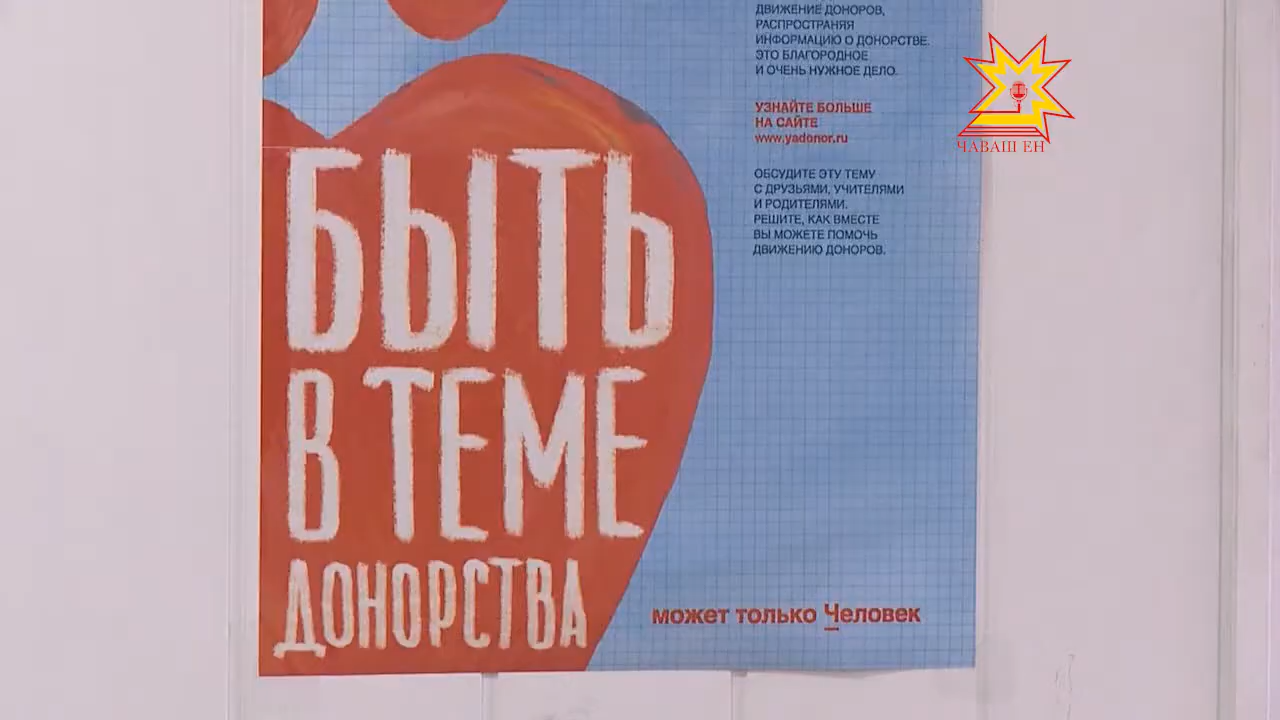 ДВИЖЕНИЕ ДОНОРОВ,
РАСПРОСТРАНЯЯ
ИНФОРМАЦИЮ О ДОНОРСТВЕ.
ЭТО БЛАГОРОДНОЕ
И ОЧЕНЬ НУЖНОЕ ДЕЛО.
УЗНАЙТЕ БОЛЬШЕ
НА САЙТЕ
www.yadonor.ru
ОБСУДИТЕ ЭТУ ТЕМУ
С ДРУЗЬЯМИ, УЧИТЕЛЯМИ
И РОДИТЕЛЯМИ.
РЕШИТЕ, КАК ВМЕСТЕ
ВЫ МОЖЕТЕ ПОМОЧЬ
ДВИЖЕНИЮ ДОНОРОВ.
ЧАВАШ ЕН
БЫТЬ
В ТЕМЕ
ДОНОРСТВА
может только Человек